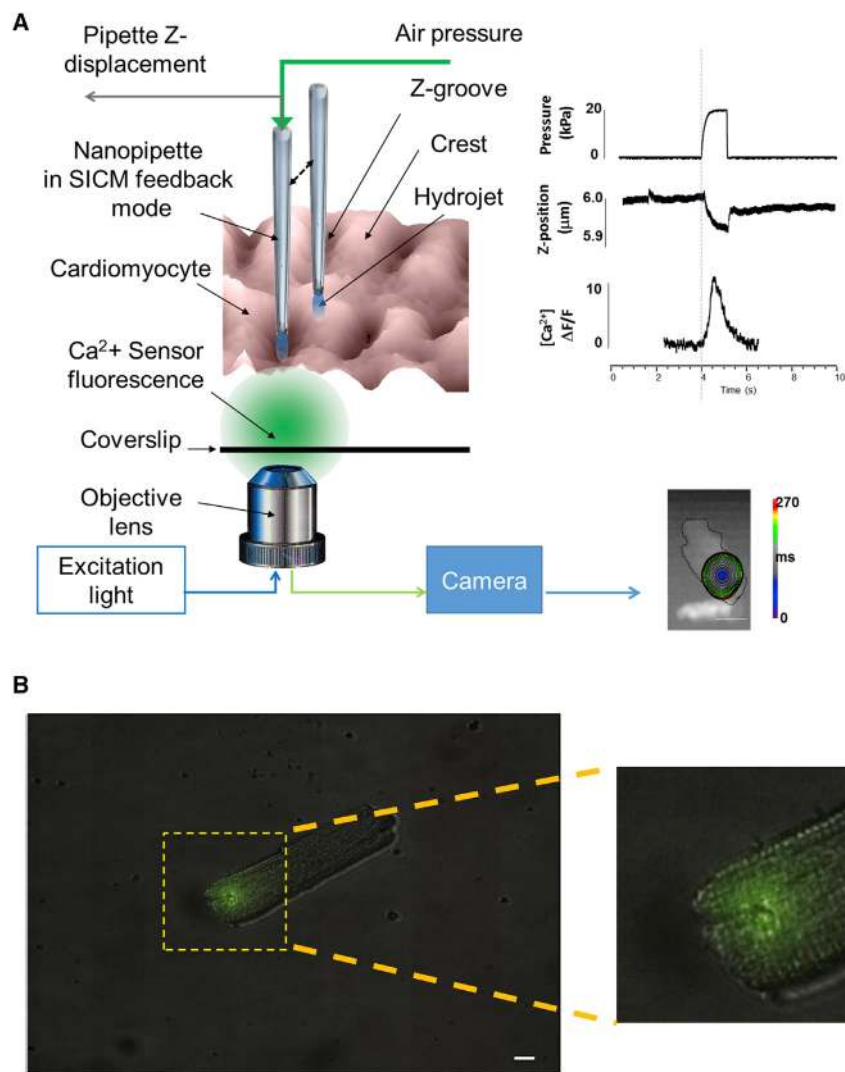 A
Pipette Z-
displacement
Air pressure
Z-groove
Nanopipette
in SICM feedback
mode
Crest
Hydrojet
Cardiomyocyte
Ca²⁺ Sensor
fluorescence
Coverslip
Objective
lens
Excitation
light
Camera
Pressure
(kPa)
20
0
Z-position
(μm)
6.0
5.9
[Ca²⁺]
ΔF/F
10
0
0 2 4 6 8 10
Time (s)
270
ms
0
B